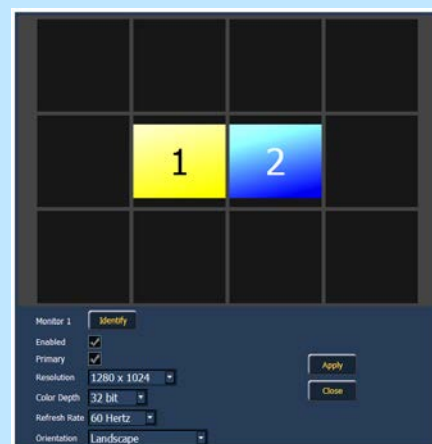 1 2
Monitor 1 Identify
Enabled
Primary
Resolution 1280 x 1024
Color Depth 32 bit
Refresh Rate 60 Hertz
Orientation Landscape
Apply
Close